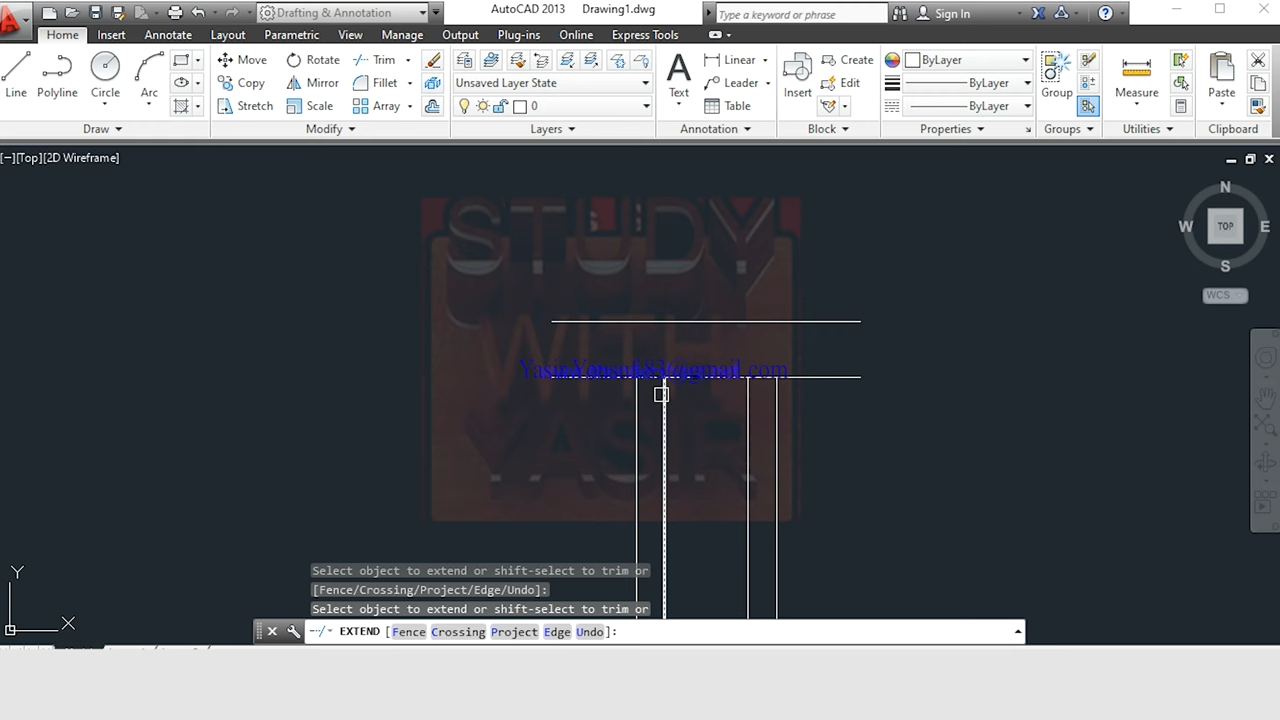 AutoCAD 2013 Drawing1.dwg
Drafting & Annotation
Type a keyword or phrase
Sign In
Home Insert Annotate Layout Parametric View Manage Output Plug-ins Online Express Tools
Line Polyline Circle Arc
Draw
Move Rotate Trim
Copy Mirror Fillet
Stretch Scale Array
Modify
Unsaved Layer State
0
Layers
Text
Linear
Leader
Table
Annotation
Insert
Create
Edit
Block
ByLayer
ByLayer
ByLayer
Properties
Group
Groups
Measure
Utilities
Paste
Clipboard
[−][Top][2D Wireframe]
N
W TOP E
S
WCS
STUDY
WITH
YASIR
Select object to extend or shift-select to trim or
[Fence/Crossing/Project/Edge/Undo]:
Select object to extend or shift-select to trim or
EXTEND [Fence Crossing Project Edge Undo]:
Y
X